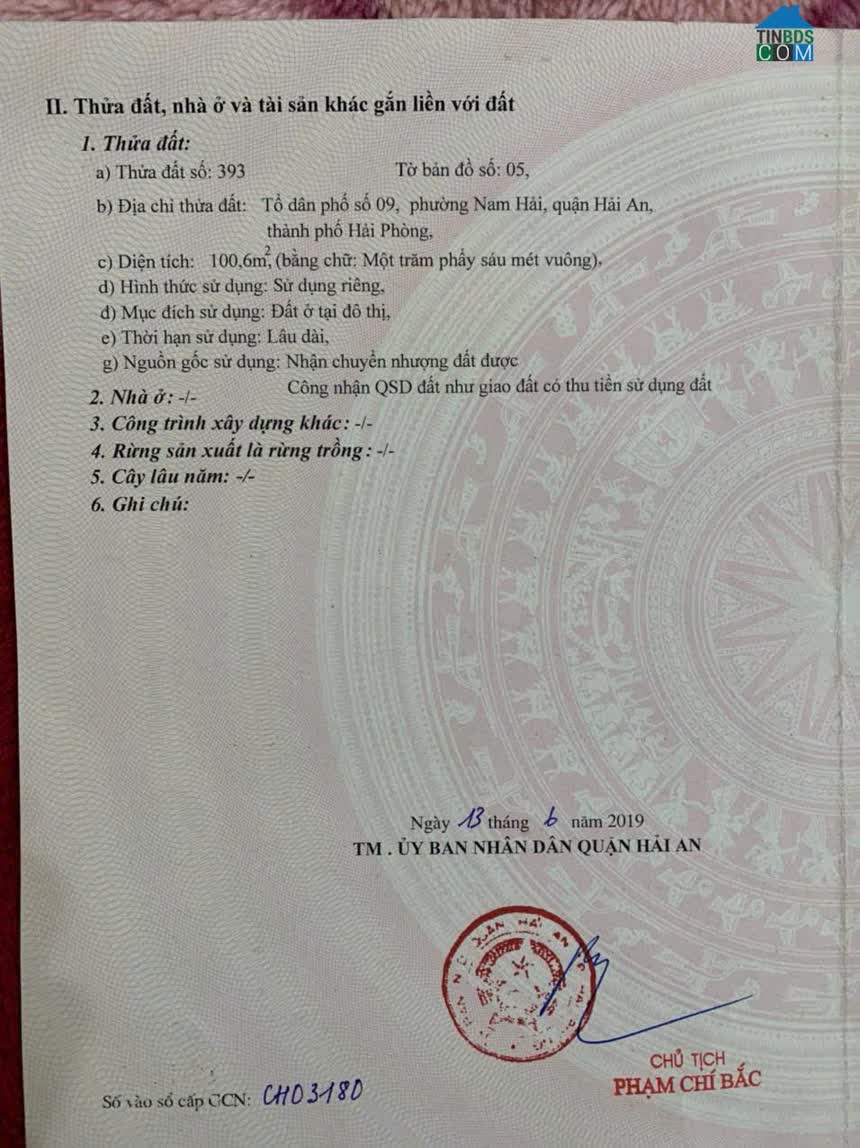 TINBDS
COM
II. Thửa đất, nhà ở và tài sản khác gắn liền với đất
1. Thửa đất:
a) Thửa đất số: 393 Tờ bản đồ số: 05,
b) Địa chỉ thửa đất: Tổ dân phố số 09, phường Nam Hải, quận Hải An,
thành phố Hải Phòng,
c) Diện tích: 100,6m², (bằng chữ: Một trăm phẩy sáu mét vuông),
d) Hình thức sử dụng: Sử dụng riêng,
đ) Mục đích sử dụng: Đất ở tại đô thị,
e) Thời hạn sử dụng: Lâu dài,
g) Nguồn gốc sử dụng: Nhận chuyển nhượng đất được
Công nhận QSD đất như giao đất có thu tiền sử dụng đất
2. Nhà ở: -/-
3. Công trình xây dựng khác: -/-
4. Rừng sản xuất là rừng trồng: -/-
5. Cây lâu năm: -/-
6. Ghi chú:
Ngày 13 tháng 6 năm 2019
TM . ỦY BAN NHÂN DÂN QUẬN HẢI AN
QUẬN HẢI AN
CHỦ TỊCH
PHẠM CHÍ BẮC
Số vào sổ cấp GCN: CH03180